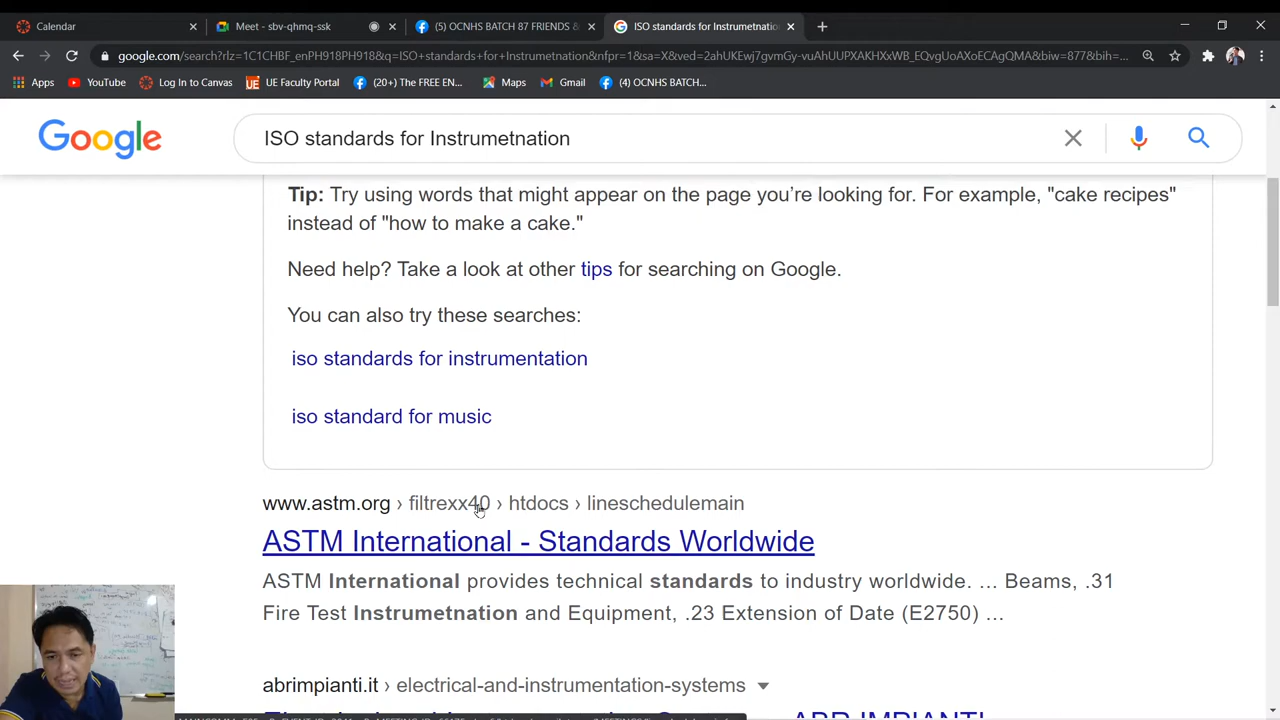 Calendar
Meet - sbv-qhmq-ssk
(5) OCNHS BATCH 87 FRIENDS &
ISO standards for Instrumetnatio
google.com/search?rlz=1C1CHBF_enPH918PH918&q=ISO+standards+for+Instrumetnation&nfpr=1&sa=X&ved=2ahUKEwj7gvmGy-vuAhUUPXAKHXxWB_EQvgUoAXoECAgQMA&biw=877&bih=...
Apps
YouTube
Log In to Canvas
UE Faculty Portal
(20+) The FREE EN...
Maps
Gmail
(4) OCNHS BATCH...
Google
ISO standards for Instrumetnation
Tip: Try using words that might appear on the page you're looking for. For example, "cake recipes"
instead of "how to make a cake."
Need help? Take a look at other tips for searching on Google.
You can also try these searches:
iso standards for instrumentation
iso standard for music
www.astm.org › filtrexx40 › htdocs › lineschedulemain
ASTM International - Standards Worldwide
ASTM International provides technical standards to industry worldwide. ... Beams, .31
Fire Test Instrumetnation and Equipment, .23 Extension of Date (E2750) ...
abrimpianti.it › electrical-and-instrumentation-systems
ABR IMPIANTI